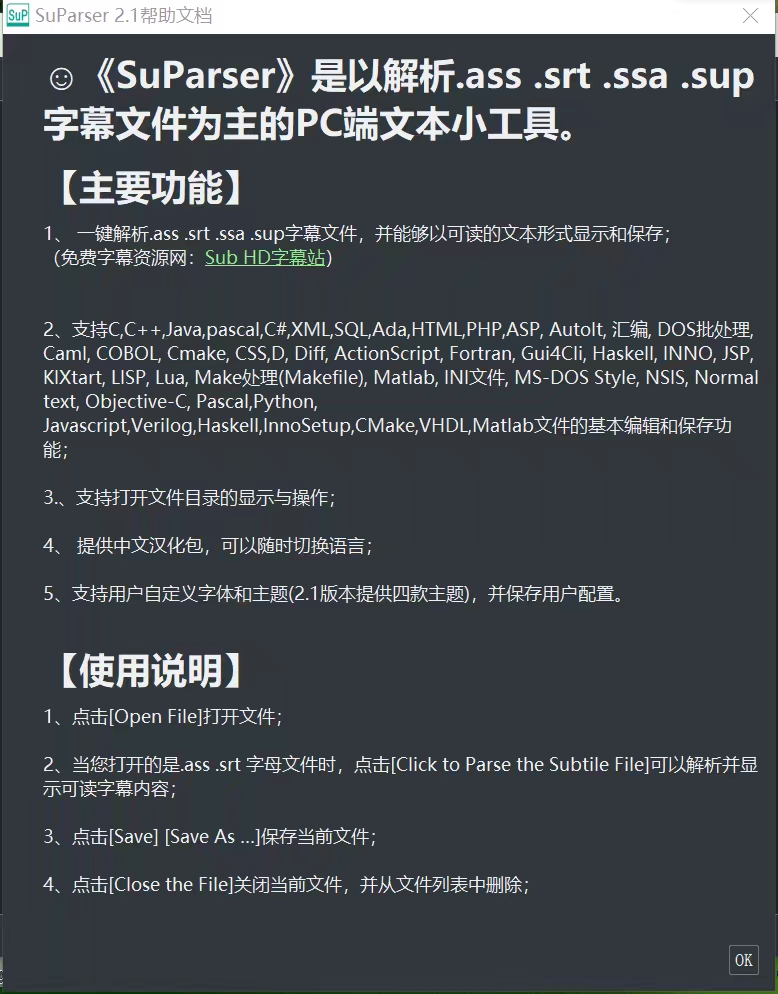 SuP SuParser 2.1帮助文档
☺《SuParser》是以解析.ass .srt .ssa .sup
字幕文件为主的PC端文本小工具。
【主要功能】
1、 一键解析.ass .srt .ssa .sup字幕文件，并能够以可读的文本形式显示和保存；
（免费字幕资源网：Sub HD字幕站）
2、支持C,C++,Java,pascal,C#,XML,SQL,Ada,HTML,PHP,ASP, AutoIt, 汇编, DOS批处理,
Caml, COBOL, Cmake, CSS,D, Diff, ActionScript, Fortran, Gui4Cli, Haskell, INNO, JSP,
KIXtart, LISP, Lua, Make处理(Makefile), Matlab, INI文件, MS-DOS Style, NSIS, Normal
text, Objective-C, Pascal,Python,
Javascript,Verilog,Haskell,InnoSetup,CMake,VHDL,Matlab文件的基本编辑和保存功
能；
3.、支持打开文件目录的显示与操作；
4、 提供中文汉化包，可以随时切换语言；
5、支持用户自定义字体和主题(2.1版本提供四款主题)，并保存用户配置。
【使用说明】
1、点击[Open File]打开文件；
2、当您打开的是.ass .srt 字母文件时，点击[Click to Parse the Subtile File]可以解析并显
示可读字幕内容；
3、点击[Save] [Save As ...]保存当前文件；
4、点击[Close the File]关闭当前文件，并从文件列表中删除；
OK